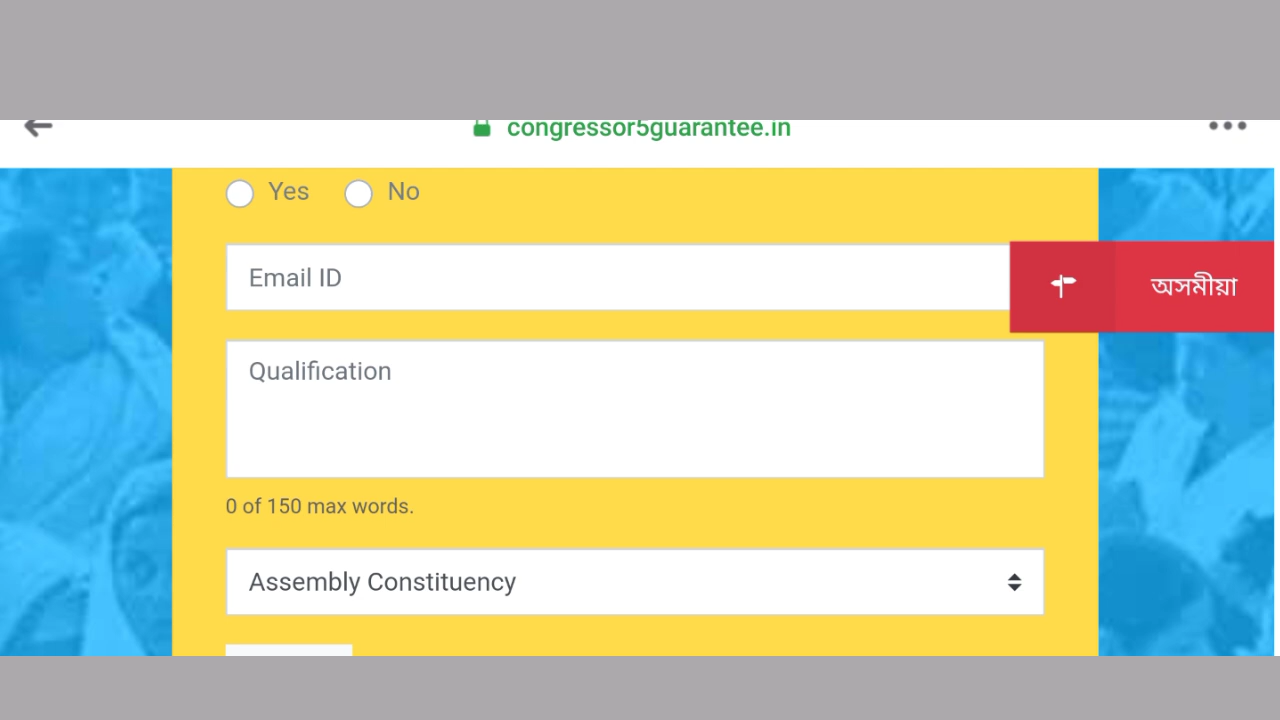 congressor5guarantee.in
Yes No
Email ID
অসমীয়া
Qualification
0 of 150 max words.
Assembly Constituency